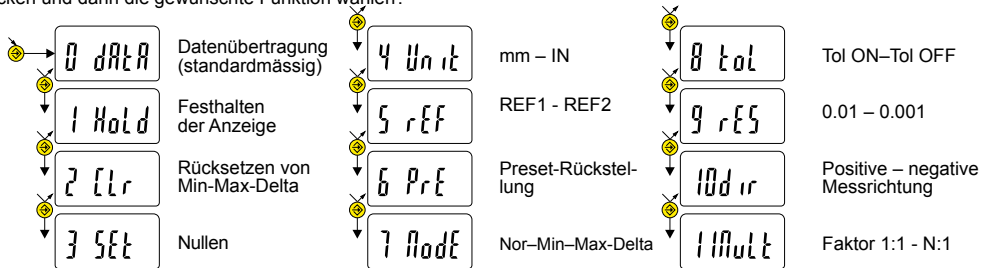 cken und dann die gewünschte Funktion wählen:
0 dAtA
Datenübertragung
(standardmässig)
1 Hold
Festhalten
der Anzeige
2 CLr
Rücksetzen von
Min-Max-Delta
3 SEt
Nullen
4 Unit
mm – IN
5 rEF
REF1 - REF2
6 PrE
Preset-Rückstel-
lung
7 ModE
Nor–Min–Max-Delta
8 tol
Tol ON–Tol OFF
9 rES
0.01 – 0.001
10dir
Positive – negative
Messrichtung
11Mult
Faktor 1:1 - N:1